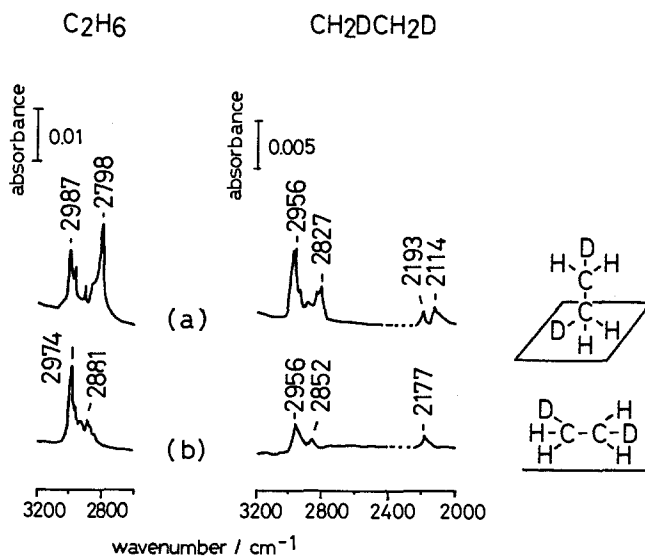 C2H6
CH2DCH2D
absorbance
0.01
absorbance
0.005
2987
2798
2956
2827
2193
2114
(a)
D
H C H
D C H
H
2974
2881
2956
2852
2177
(b)
D H
H-C-C-D
H H
3200 2800
3200 2800 2400 2000
wavenumber / cm-1